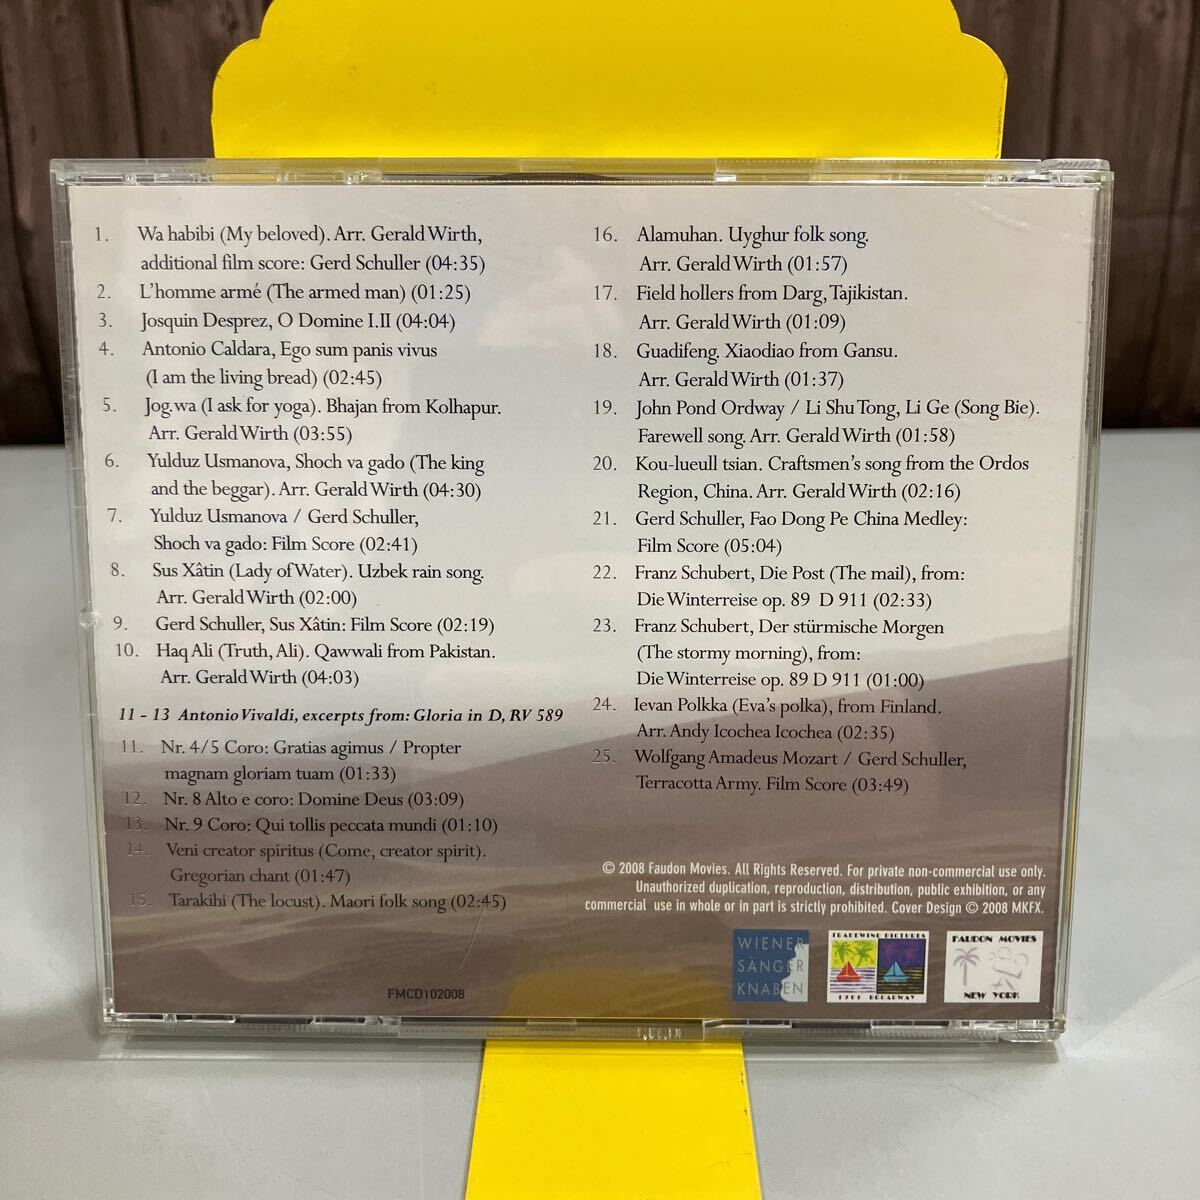 1. Wa habibi (My beloved). Arr. Gerald Wirth,
additional film score: Gerd Schuller (04:35)
2. L'homme armé (The armed man) (01:25)
3. Josquin Desprez, O Domine I.II (04:04)
4. Antonio Caldara, Ego sum panis vivus
(I am the living bread) (02:45)
5. Jog wa (I ask for yoga). Bhajan from Kolhapur.
Arr. Gerald Wirth (03:55)
6. Yulduz Usmanova, Shoch va gado (The king
and the beggar). Arr. Gerald Wirth (04:30)
7. Yulduz Usmanova / Gerd Schuller,
Shoch va gado: Film Score (02:41)
8. Sus Xâtin (Lady of Water). Uzbek rain song.
Arr. Gerald Wirth (02:00)
9. Gerd Schuller, Sus Xâtin: Film Score (02:19)
10. Haq Ali (Truth, Ali). Qawwali from Pakistan.
Arr. Gerald Wirth (04:03)
11 - 13 Antonio Vivaldi, excerpts from: Gloria in D, RV 589
11. Nr. 4/5 Coro: Gratias agimus / Propter
magnam gloriam tuam (01:33)
12. Nr. 8 Alto e coro: Domine Deus (03:09)
13. Nr. 9 Coro: Qui tollis peccata mundi (01:10)
14. Veni creator spiritus (Come, creator spirit).
Gregorian chant (01:47)
15. Tarakihi (The locust). Maori folk song (02:45)
16. Alamuhan. Uyghur folk song.
Arr. Gerald Wirth (01:57)
17. Field hollers from Darg, Tajikistan.
Arr. Gerald Wirth (01:09)
18. Guadifeng. Xiaodiao from Gansu.
Arr. Gerald Wirth (01:37)
19. John Pond Ordway / Li Shu Tong, Li Ge (Song Bie).
Farewell song. Arr. Gerald Wirth (01:58)
20. Kou-lueull tsian. Craftsmen's song from the Ordos
Region, China. Arr. Gerald Wirth (02:16)
21. Gerd Schuller, Fao Dong Pe China Medley:
Film Score (05:04)
22. Franz Schubert, Die Post (The mail), from:
Die Winterreise op. 89 D 911 (02:33)
23. Franz Schubert, Der stürmische Morgen
(The stormy morning), from:
Die Winterreise op. 89 D 911 (01:00)
24. Ievan Polkka (Eva's polka), from Finland.
Arr. Andy Icochea Icochea (02:35)
25. Wolfgang Amadeus Mozart / Gerd Schuller,
Terracotta Army. Film Score (03:49)
© 2008 Faudon Movies. All Rights Reserved. For private non-commercial use only.
Unauthorized duplication, reproduction, distribution, public exhibition, or any
commercial use in whole or in part is strictly prohibited. Cover Design © 2008 MKFX.
WIENER
SÄNGER
KNABEN
TRADEWIND PICTURES
1900 BROADWAY
FAUDON MOVIES
NEW YORK
FMCD102008